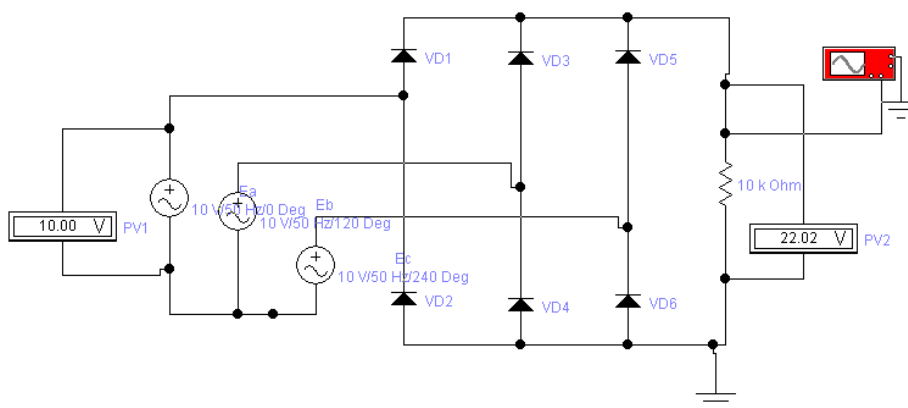 VD1
VD3
VD5
Ea
10 V/50 Hz/0 Deg
Eb
10 V/50 Hz/120 Deg
Ec
10 V/50 Hz/240 Deg
10.00 V
PV1
10 k Ohm
22.02 V
PV2
VD2
VD4
VD6